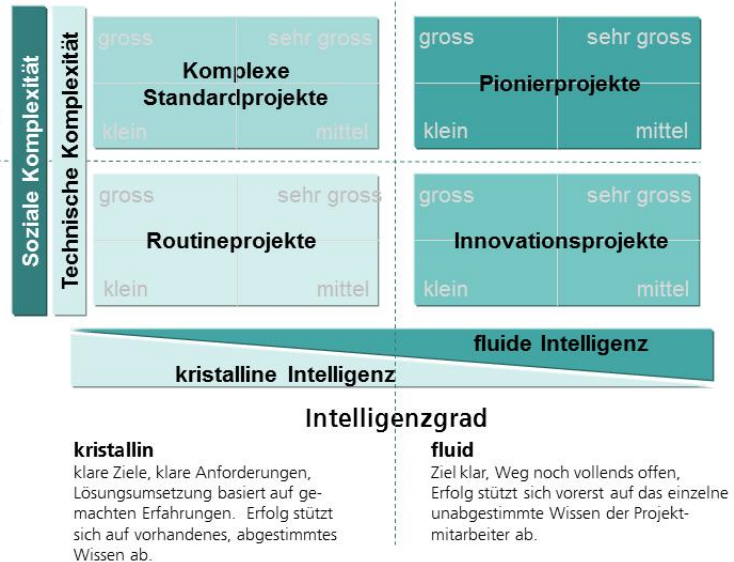 Soziale Komplexität
Technische Komplexität
gross sehr gross
Komplexe
Standardprojekte
klein mittel
gross sehr gross
Pionierprojekte
klein mittel
gross sehr gross
Routineprojekte
klein mittel
gross sehr gross
Innovationsprojekte
klein mittel
fluide Intelligenz
kristalline Intelligenz
Intelligenzgrad
kristallin
klare Ziele, klare Anforderungen,
Lösungsumsetzung basiert auf ge-
machten Erfahrungen. Erfolg stützt
sich auf vorhandenes, abgestimmtes
Wissen ab.
fluid
Ziel klar, Weg noch vollends offen,
Erfolg stützt sich vorerst auf das einzelne
unabgestimmte Wissen der Projekt-
mitarbeiter ab.